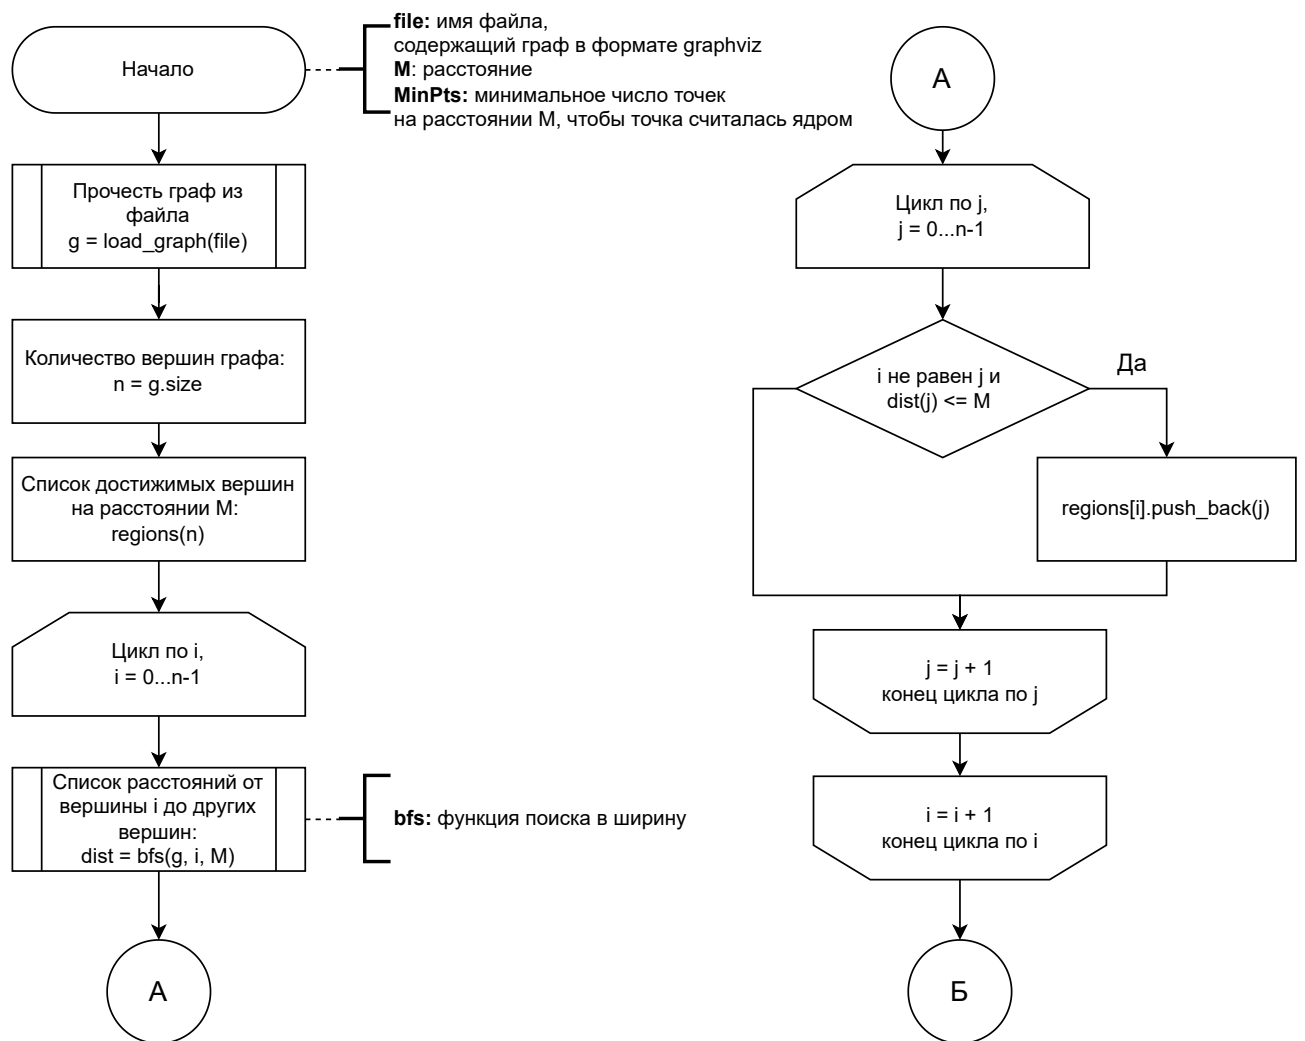 Начало
file: имя файла,
содержащий граф в формате graphviz
M: расстояние
MinPts: минимальное число точек
на расстоянии M, чтобы точка считалась ядром
Прочесть граф из
файла
g = load_graph(file)
Количество вершин графа:
n = g.size
Список достижимых вершин
на расстоянии M:
regions(n)
Цикл по i,
i = 0...n-1
Список расстояний от
вершины i до других
вершин:
dist = bfs(g, i, M)
bfs: функция поиска в ширину
А
А
Цикл по j,
j = 0...n-1
i не равен j и
dist(j) <= M
Да
regions[i].push_back(j)
j = j + 1
конец цикла по j
i = i + 1
конец цикла по i
Б